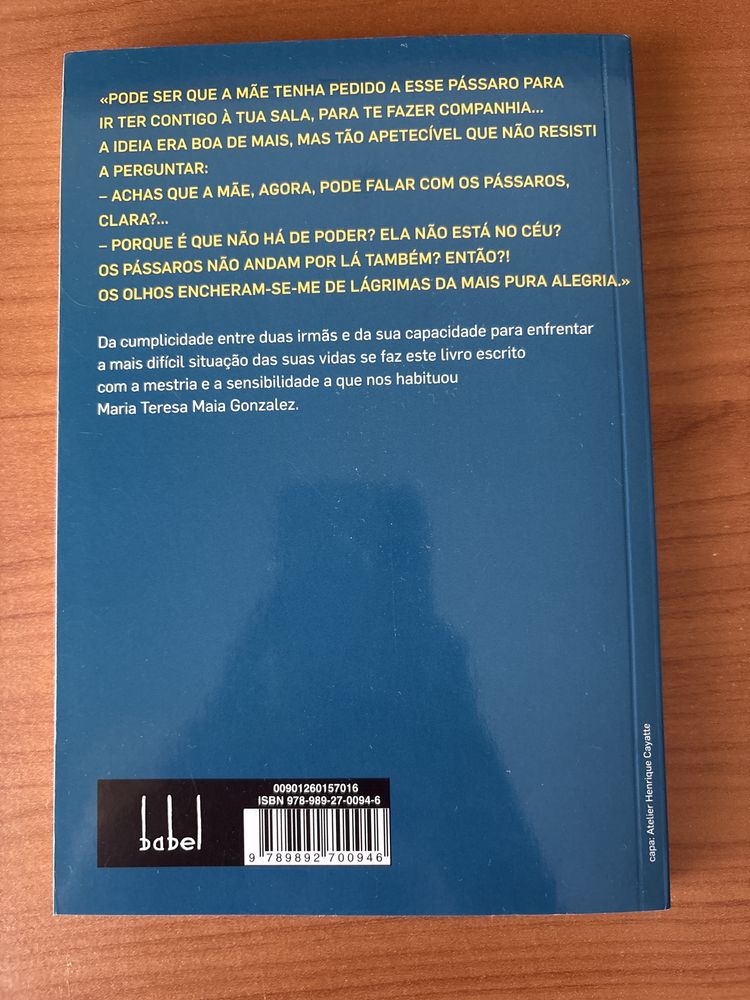 «PODE SER QUE A MÃE TENHA PEDIDO A ESSE PÁSSARO PARA
IR TER CONTIGO À TUA SALA, PARA TE FAZER COMPANHIA...
A IDEIA ERA BOA DE MAIS, MAS TÃO APETECÍVEL QUE NÃO RESISTI
A PERGUNTAR:
– ACHAS QUE A MÃE, AGORA, PODE FALAR COM OS PÁSSAROS,
CLARA?...
– PORQUE É QUE NÃO HÁ DE PODER? ELA NÃO ESTÁ NO CÉU?
OS PÁSSAROS NÃO ANDAM POR LÁ TAMBÉM? ENTÃO?!
OS OLHOS ENCHERAM-SE-ME DE LÁGRIMAS DA MAIS PURA ALEGRIA.»
Da cumplicidade entre duas irmãs e da sua capacidade para enfrentar
a mais difícil situação das suas vidas se faz este livro escrito
com a mestria e a sensibilidade a que nos habituou
Maria Teresa Maia Gonzalez.
babel
00901260157016
ISBN 978-989-27-0094-6
9 789892 700946
capa: Atelier Henrique Cayatte